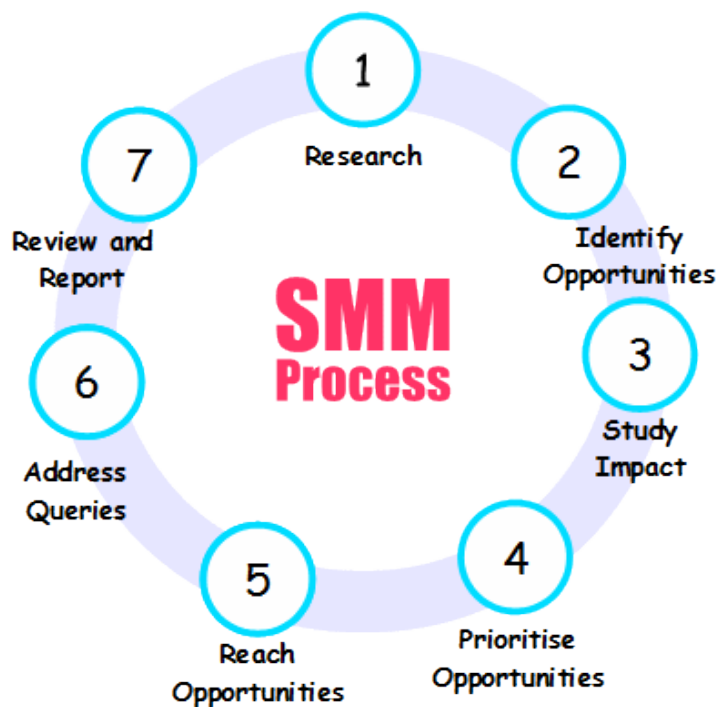 1
Research
2
Identify
Opportunities
3
Study
Impact
4
Prioritise
Opportunities
5
Reach
Opportunities
6
Address
Queries
7
Review and
Report
SMM
Process